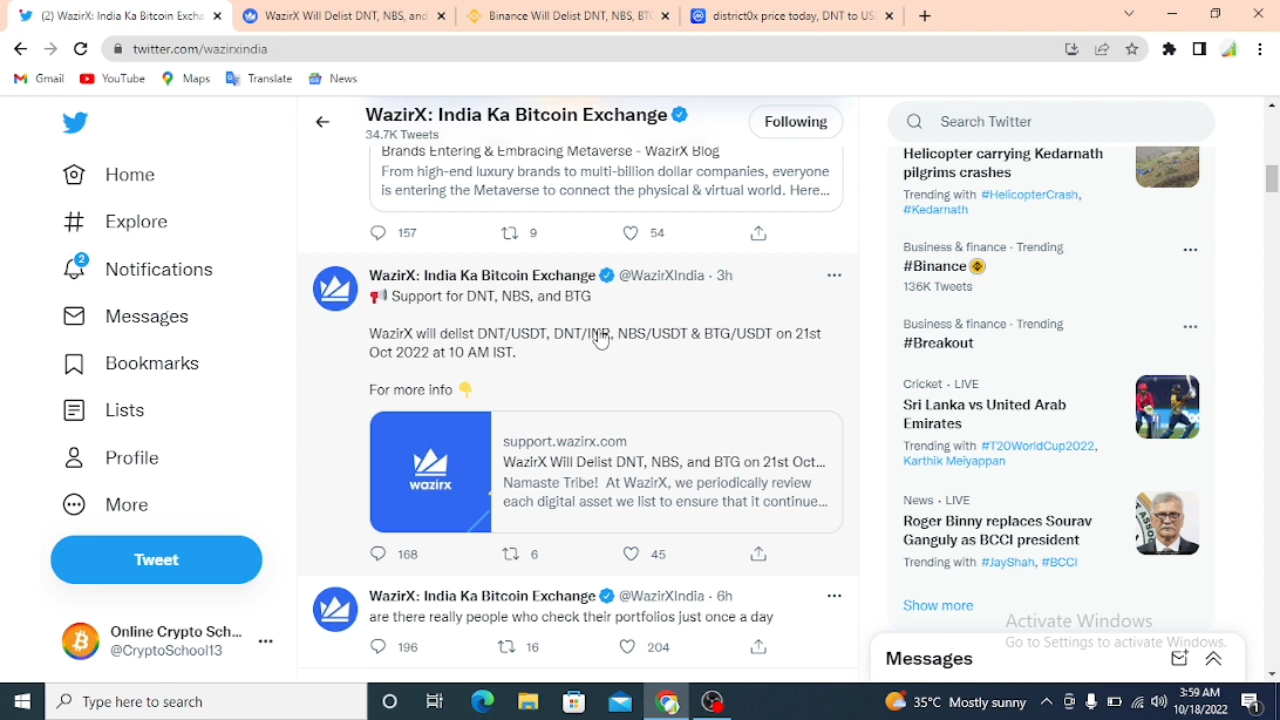 (2) WazirX: India Ka Bitcoin Excha
WazirX Will Delist DNT, NBS, and
Binance Will Delist DNT, NBS, BT
district0x price today, DNT to US
twitter.com/wazirxindia
Gmail
YouTube
Maps
Translate
News
Home
Explore
2
Notifications
Messages
Bookmarks
Lists
Profile
More
Tweet
Online Crypto Sch...
@CryptoSchool13
WazirX: India Ka Bitcoin Exchange
34.7K Tweets
Following
Brands Entering & Embracing Metaverse - WazirX Blog
From high-end luxury brands to multi-billion dollar companies, everyone
is entering the Metaverse to connect the physical & virtual world. Here...
157 9 54
WazirX: India Ka Bitcoin Exchange @WazirXIndia · 3h
📢 Support for DNT, NBS, and BTG
WazirX will delist DNT/USDT, DNT/INR, NBS/USDT & BTG/USDT on 21st
Oct 2022 at 10 AM IST.
For more info 👇
wazirx
support.wazirx.com
WazirX Will Delist DNT, NBS, and BTG on 21st Oct...
Namaste Tribe! At WazirX, we periodically review
each digital asset we list to ensure that it continue...
168 6 45
WazirX: India Ka Bitcoin Exchange @WazirXIndia · 6h
are there really people who check their portfolios just once a day
196 16 204
Search Twitter
Helicopter carrying Kedarnath
pilgrims crashes
Trending with #HelicopterCrash,
#Kedarnath
Business & finance · Trending
#Binance
136K Tweets
Business & finance · Trending
#Breakout
Cricket · LIVE
Sri Lanka vs United Arab
Emirates
Trending with #T20WorldCup2022,
Karthik Meiyappan
News · LIVE
Roger Binny replaces Sourav
Ganguly as BCCI president
Trending with #JayShah, #BCCI
Show more
Activate Windows
Go to Settings to activate Windows.
Messages
Type here to search
35°C Mostly sunny
3:59 AM
10/18/2022
1